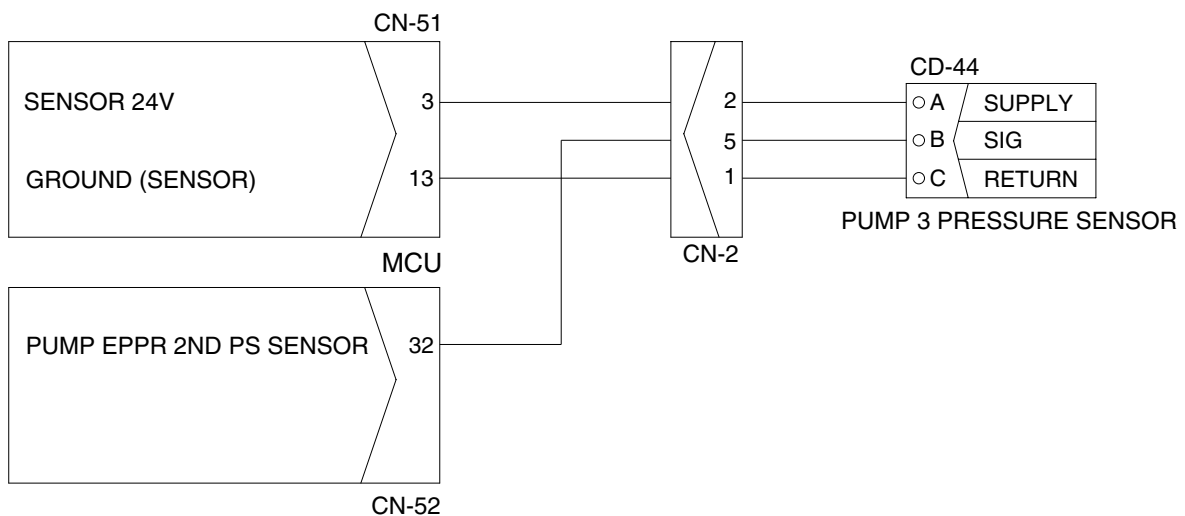 CN-51
CD-44
SENSOR 24V 3 2 A SUPPLY
5 B SIG
GROUND (SENSOR) 13 1 C RETURN
PUMP 3 PRESSURE SENSOR
CN-2
MCU
PUMP EPPR 2ND PS SENSOR 32
CN-52